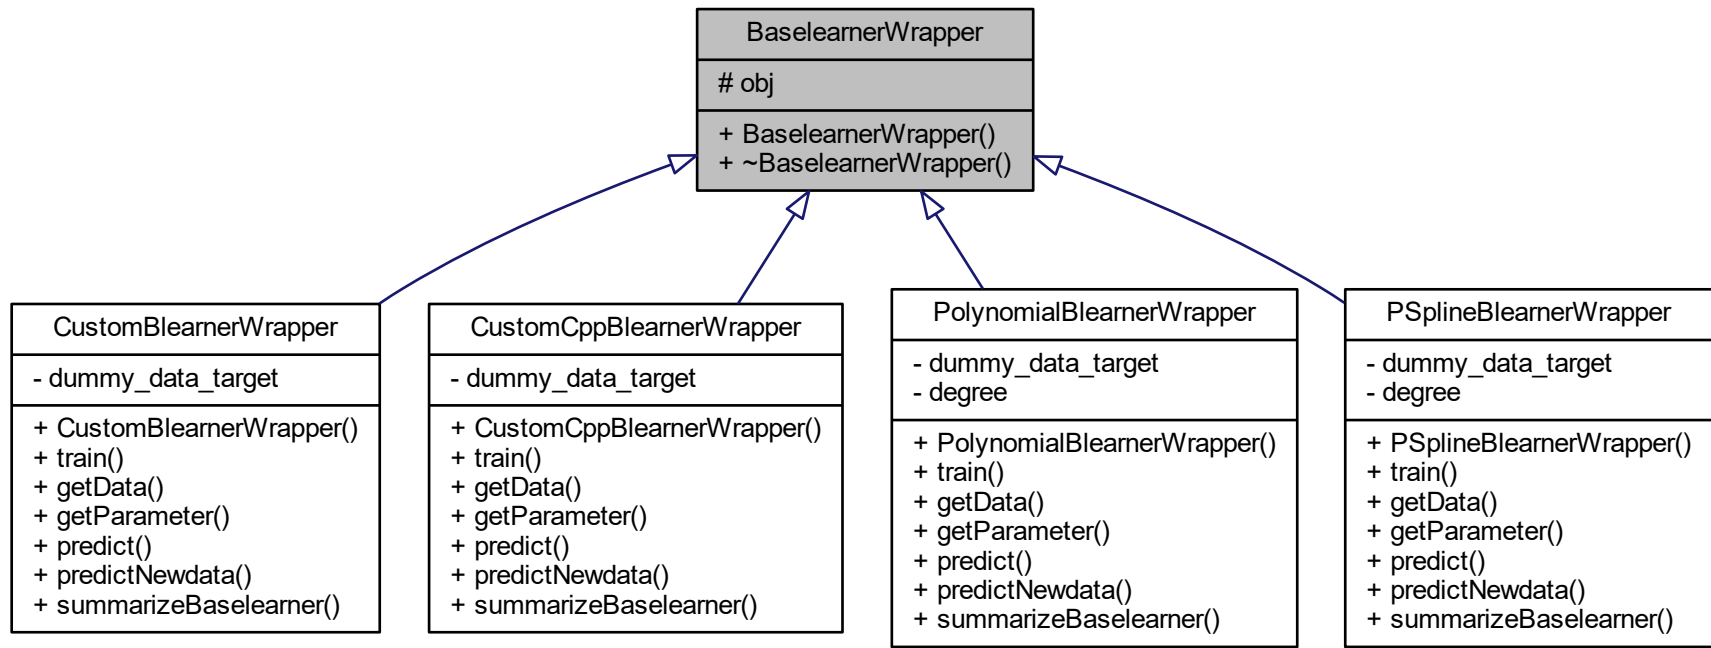 BaselearnerWrapper
# obj
+ BaselearnerWrapper()
+ ~BaselearnerWrapper()
CustomBlearnerWrapper
- dummy_data_target
+ CustomBlearnerWrapper()
+ train()
+ getData()
+ getParameter()
+ predict()
+ predictNewdata()
+ summarizeBaselearner()
CustomCppBlearnerWrapper
- dummy_data_target
+ CustomCppBlearnerWrapper()
+ train()
+ getData()
+ getParameter()
+ predict()
+ predictNewdata()
+ summarizeBaselearner()
PolynomialBlearnerWrapper
- dummy_data_target
- degree
+ PolynomialBlearnerWrapper()
+ train()
+ getData()
+ getParameter()
+ predict()
+ predictNewdata()
+ summarizeBaselearner()
PSplineBlearnerWrapper
- dummy_data_target
- degree
+ PSplineBlearnerWrapper()
+ train()
+ getData()
+ getParameter()
+ predict()
+ predictNewdata()
+ summarizeBaselearner()